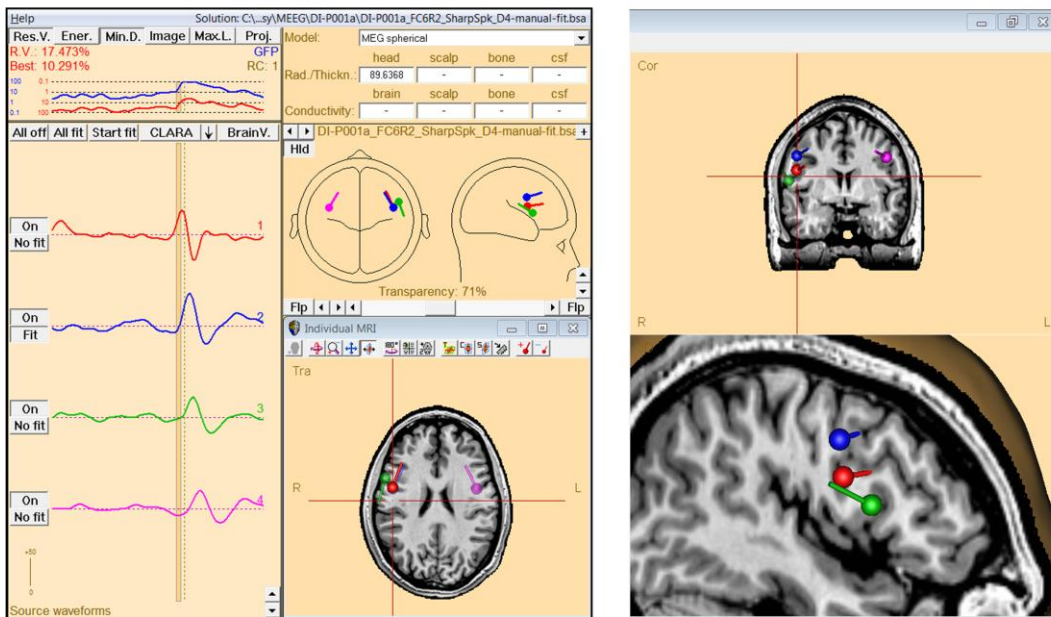 Help Solution: C:\...sy\MEEG\DI-P001a\DI-P001a_FC6R2_SharpSpk_D4-manual-fit.bsa
Res.V. Ener. Min.D. Image Max.L. Proj.
R.V.: 17.473% GFP
Best: 10.291% RC: 1
100 0.1
10 1
1 10
0.1 100
Model: MEG spherical
head scalp bone csf
Rad./Thickn.: 89.6368 - - -
brain scalp bone csf
Conductivity: - - - -
All off All fit Start fit CLARA ↓ BrainV.
DI-P001a_FC6R2_SharpSpk_D4-manual-fit.bsa +
Hld
On 1
No fit
On 2
Fit
On 3
No fit
On 4
No fit
+50
0
Source waveforms
Transparency: 71%
Flp Flp
Individual MRI
Tra
R L
Cor
R L